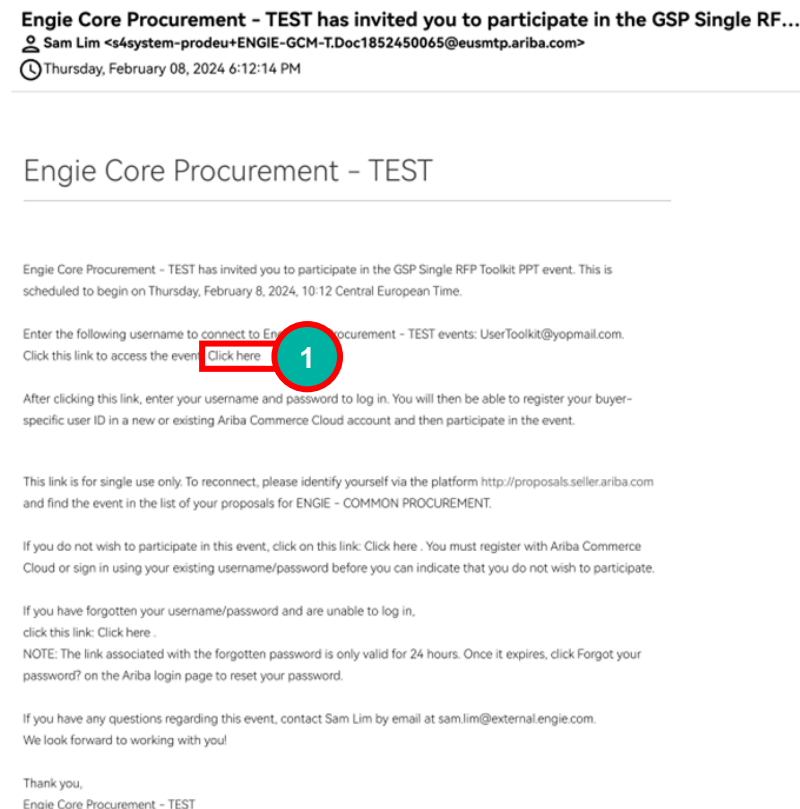 Engie Core Procurement - TEST has invited you to participate in the GSP Single RF...
Sam Lim <s4system-prodeu+ENGIE-GCM-T.Doc1852450065@eusmtp.ariba.com>
Thursday, February 08, 2024 6:12:14 PM
Engie Core Procurement - TEST
Engie Core Procurement - TEST has invited you to participate in the GSP Single RFP Toolkit PPT event. This is
scheduled to begin on Thursday, February 8, 2024, 10:12 Central European Time.
Enter the following username to connect to En rocurement - TEST events: UserToolkit@yopmail.com.
Click this link to access the event Click here
1
After clicking this link, enter your username and password to log in. You will then be able to register your buyer-
specific user ID in a new or existing Ariba Commerce Cloud account and then participate in the event.
This link is for single use only. To reconnect, please identify yourself via the platform http://proposals.seller.ariba.com
and find the event in the list of your proposals for ENGIE - COMMON PROCUREMENT.
If you do not wish to participate in this event, click on this link: Click here . You must register with Ariba Commerce
Cloud or sign in using your existing username/password before you can indicate that you do not wish to participate.
If you have forgotten your username/password and are unable to log in,
click this link: Click here .
NOTE: The link associated with the forgotten password is only valid for 24 hours. Once it expires, click Forgot your
password? on the Ariba login page to reset your password.
If you have any questions regarding this event, contact Sam Lim by email at sam.lim@external.engie.com.
We look forward to working with you!
Thank you,
Engie Core Procurement - TEST